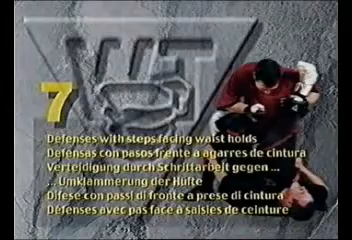 WT
7
Defenses with steps facing waist holds
Defensas con pasos frente a agarres de cintura
Verteidigung durch Schrittarbeit gegen ...
... Umklammerung der Hüfte
Difese con passi di fronte a prese di cintura
Défenses avec pas face à saisies de ceinture